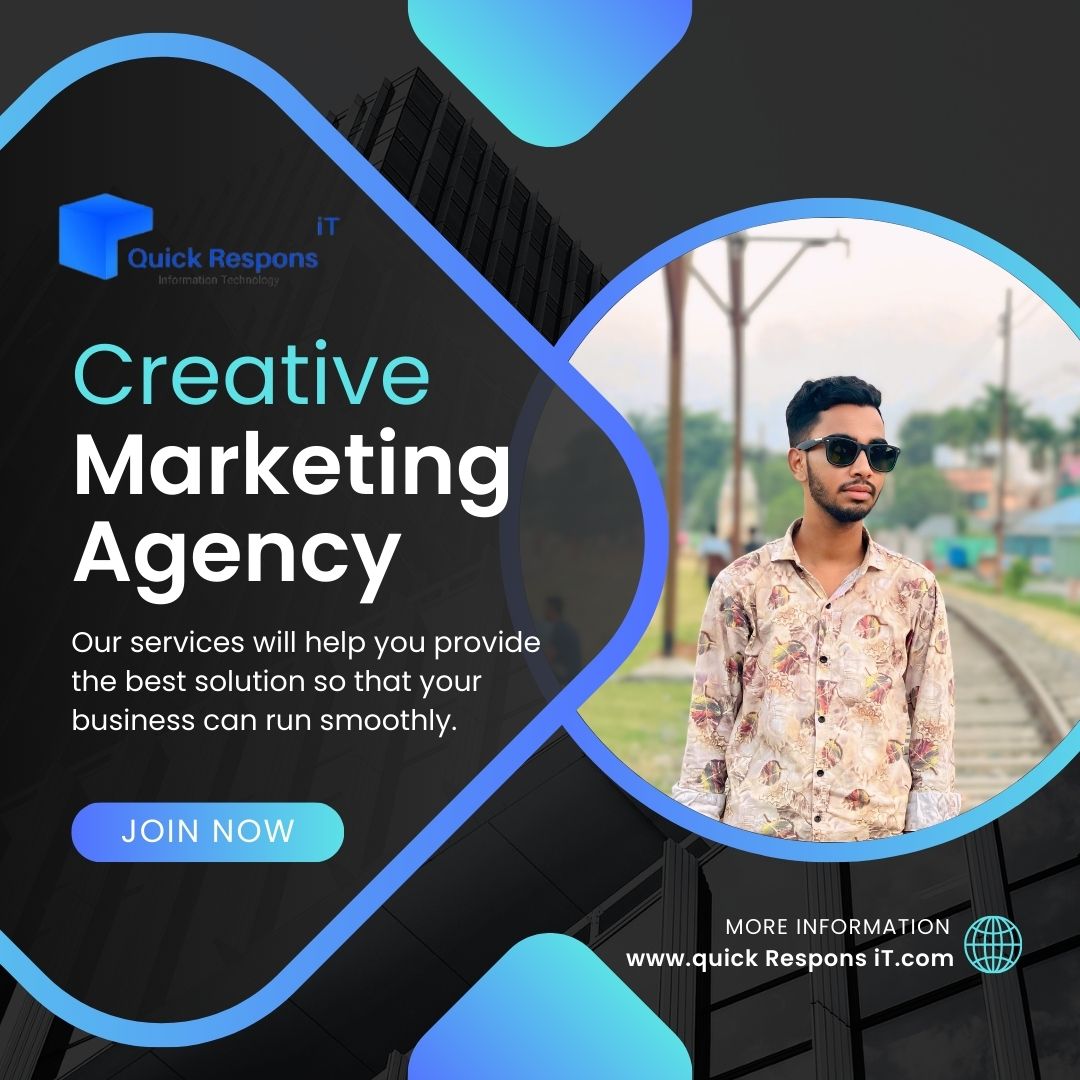 iT
Quick Respons
Information Technology
Creative
Marketing
Agency
Our services will help you provide
the best solution so that your
business can run smoothly.
JOIN NOW
MORE INFORMATION
www.quick Respons iT.com